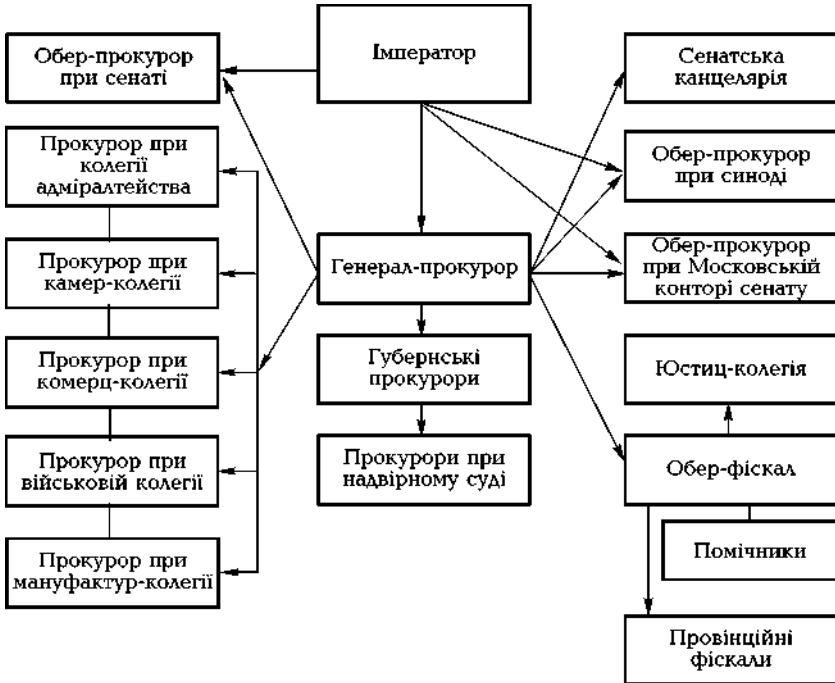 Обер-прокурор
при сенаті
Імператор
Сенатська
канцелярія
Прокурор при
колегії
адміралтейства
Обер-прокурор
при синоді
Прокурор при
камер-колегії
Генерал-прокурор
Обер-прокурор
при Московській
конторі сенату
Прокурор при
комерц-колегії
Губернські
прокурори
Юстиц-колегія
Прокурор при
військовій колегії
Прокурори при
надвірному суді
Обер-фіскал
Прокурор при
мануфактур-колегії
Помічники
Провінційні
фіскали